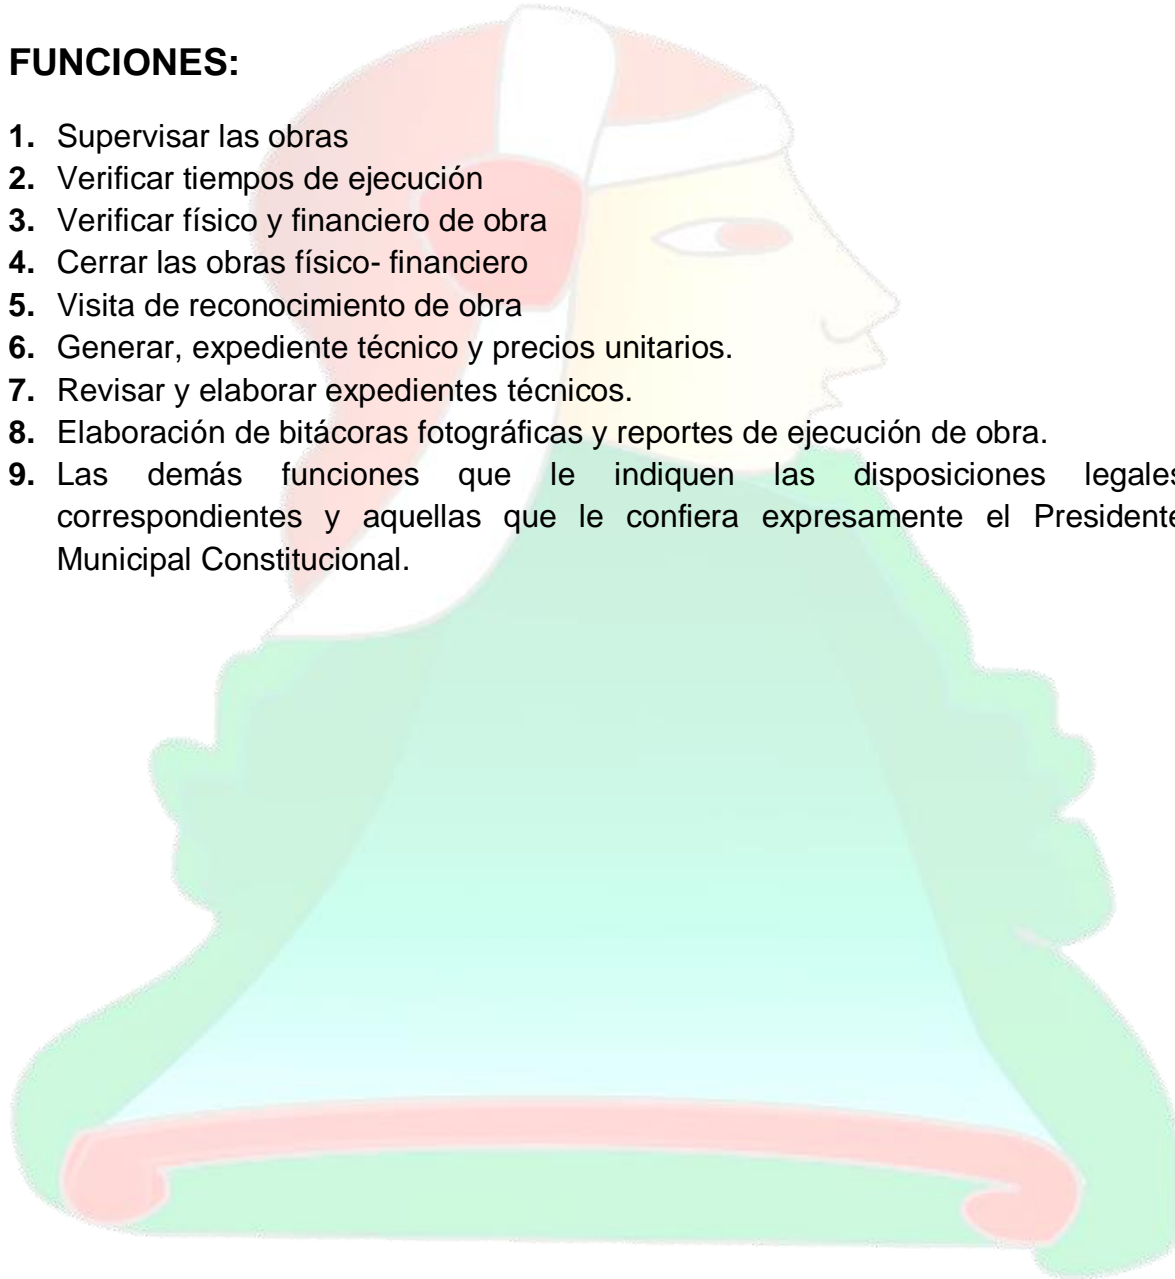 FUNCIONES:
1. Supervisar las obras
2. Verificar tiempos de ejecución
3. Verificar físico y financiero de obra
4. Cerrar las obras físico- financiero
5. Visita de reconocimiento de obra
6. Generar, expediente técnico y precios unitarios.
7. Revisar y elaborar expedientes técnicos.
8. Elaboración de bitácoras fotográficas y reportes de ejecución de obra.
9. Las demás funciones que le indiquen las disposiciones legales
correspondientes y aquellas que le confiera expresamente el Presidente
Municipal Constitucional.